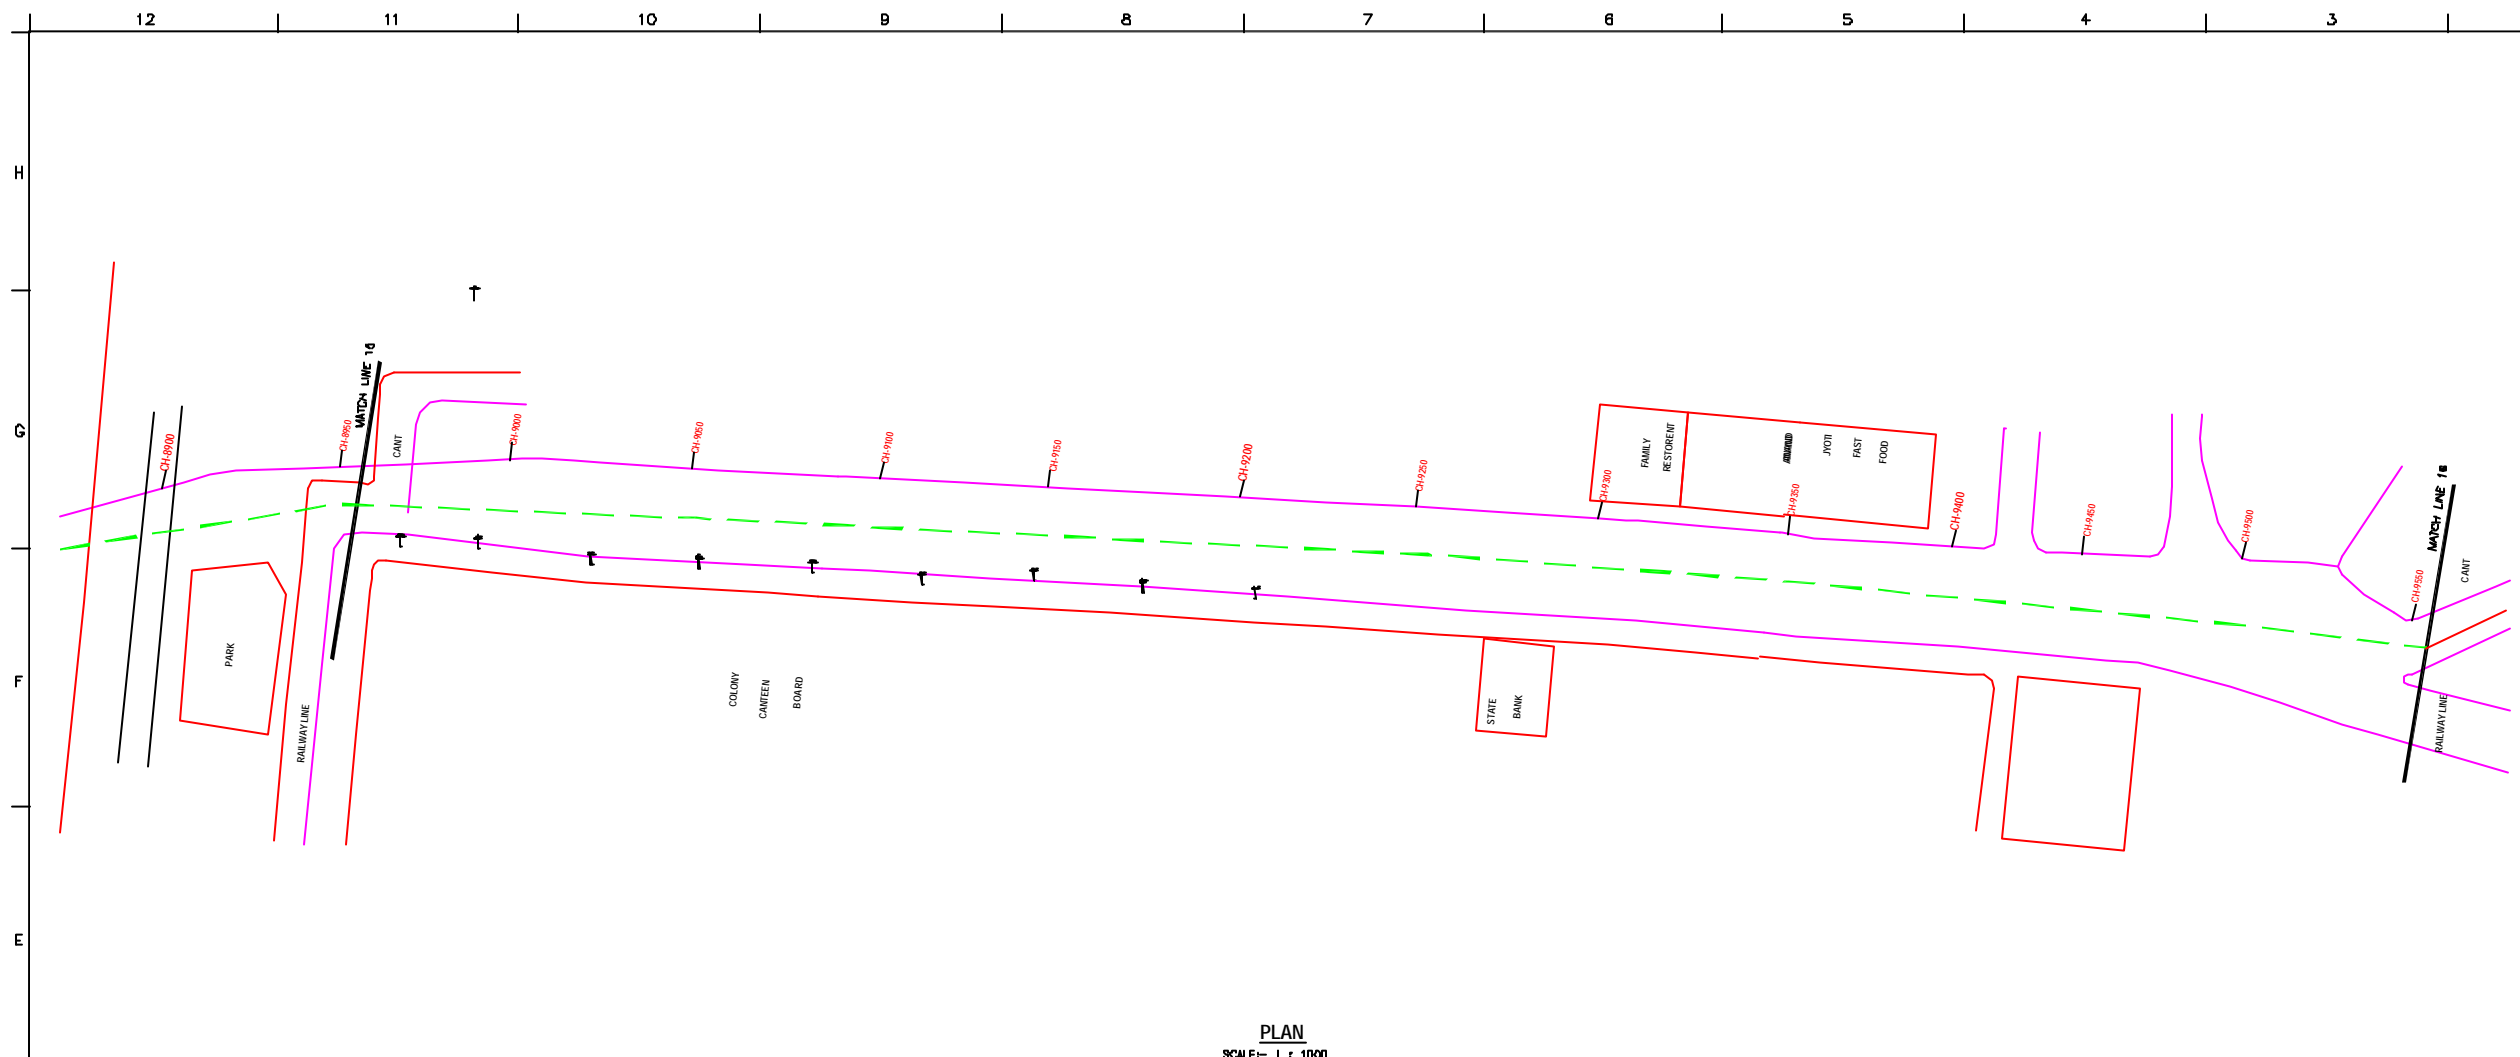 12 11 10 9 8 7 6 5 4 3
H
G
F
E
MATCH LINE
CANT
CH-8900
CH-8950
CH-9000
CH-9050
CH-9100
CH-9150
CH-9200
CH-9250
CH-9300
CH-9350
CH-9400
CH-9450
CH-9500
CH-9550
FAMILY
RESTORENT
JYOTI
FAST
FOOD
MATCH LINE
CANT
PARK
RAILWAY LINE
COLONY
CANTEEN
BOARD
STATE
BANK
RAILWAY LINE
PLAN
SCALE:- 1 : 1000